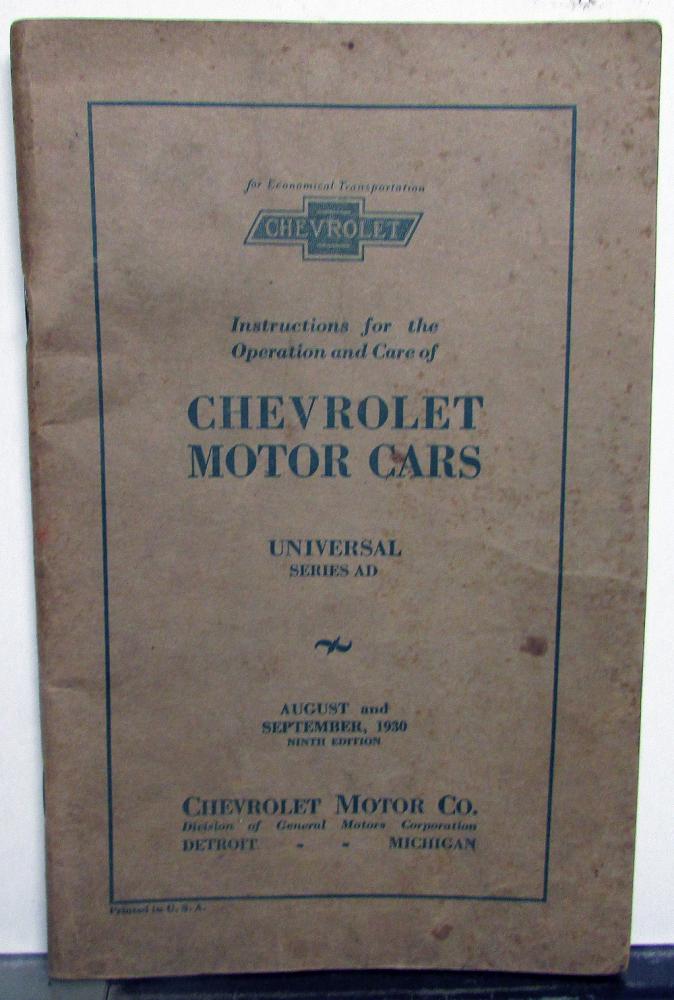 for Economical Transportation
CHEVROLET
Instructions for the
Operation and Care of
CHEVROLET
MOTOR CARS
UNIVERSAL
SERIES AD
AUGUST and
SEPTEMBER, 1930
NINTH EDITION
CHEVROLET MOTOR CO.
Division of General Motors Corporation
DETROIT - - MICHIGAN
Printed in U. S. A.